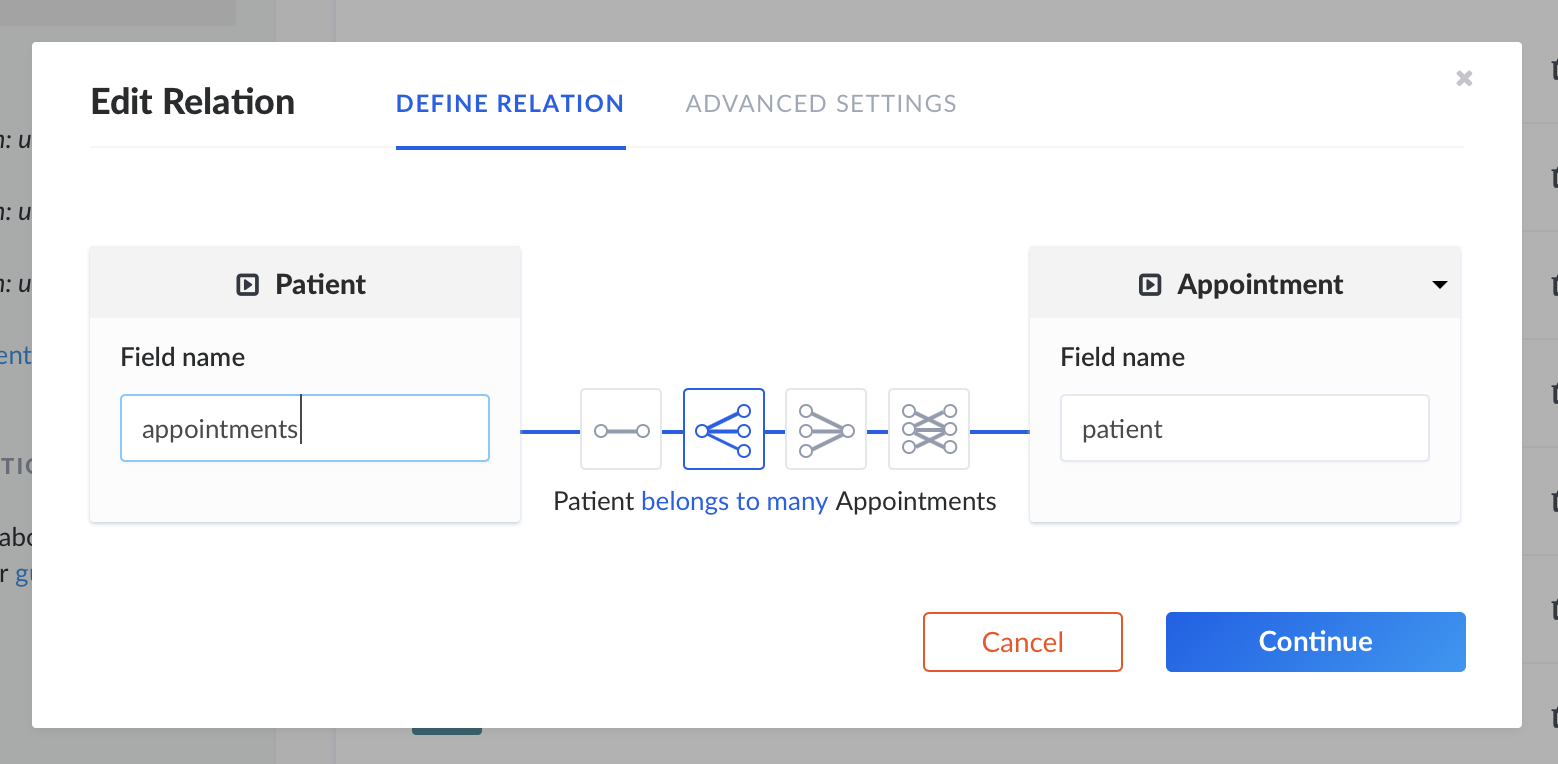 Edit Relation
DEFINE RELATION
ADVANCED SETTINGS
Patient
Field name
appointments
Patient belongs to many Appointments
Appointment
Field name
patient
Cancel
Continue